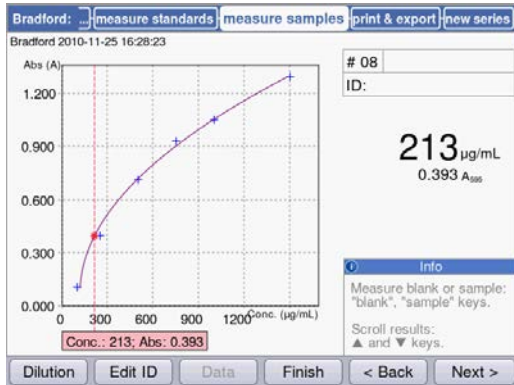 Bradford: ... measure standards measure samples print & export new series
Bradford 2010-11-25 16:28:23
Abs (A)
1.200
0.900
0.600
0.300
0.000
0 300 600 900 1200 Conc. (µg/mL)
Conc.: 213; Abs: 0.393
# 08
ID:
213 µg/mL
0.393 A₅₉₅
Info
Measure blank or sample:
"blank", "sample" keys.
Scroll results:
▲ and ▼ keys.
Dilution Edit ID Data Finish < Back Next >